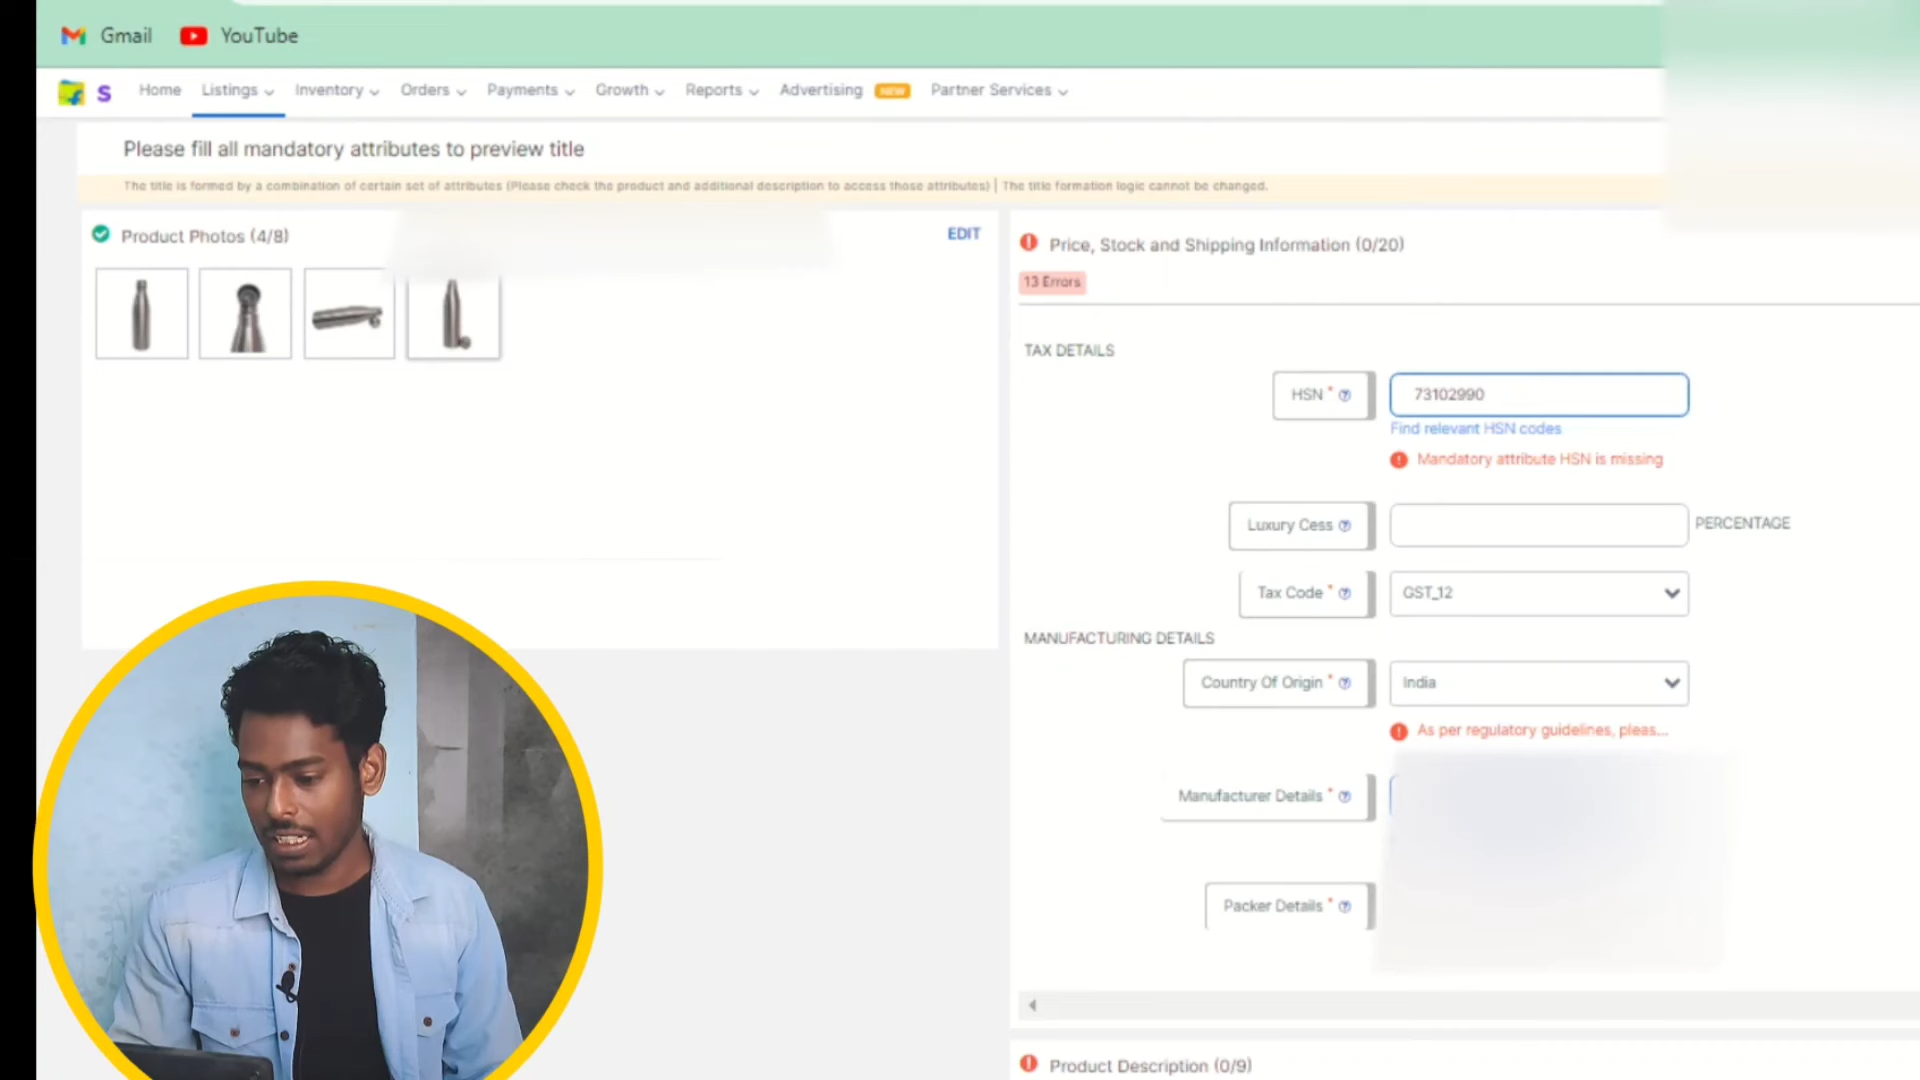 Gmail YouTube
S Home Listings Inventory Orders Payments Growth Reports Advertising NEW Partner Services
Please fill all mandatory attributes to preview title
The title is formed by a combination of certain set of attributes (Please check the product and additional description to access those attributes) | The title formation logic cannot be changed.
Product Photos (4/8) EDIT
Price, Stock and Shipping Information (0/20)
13 Errors
TAX DETAILS
HSN * 73102990
Find relevant HSN codes
Mandatory attribute HSN is missing
Luxury Cess PERCENTAGE
Tax Code * GST_12
MANUFACTURING DETAILS
Country Of Origin * India
As per regulatory guidelines, pleas...
Manufacturer Details *
Packer Details *
Product Description (0/9)